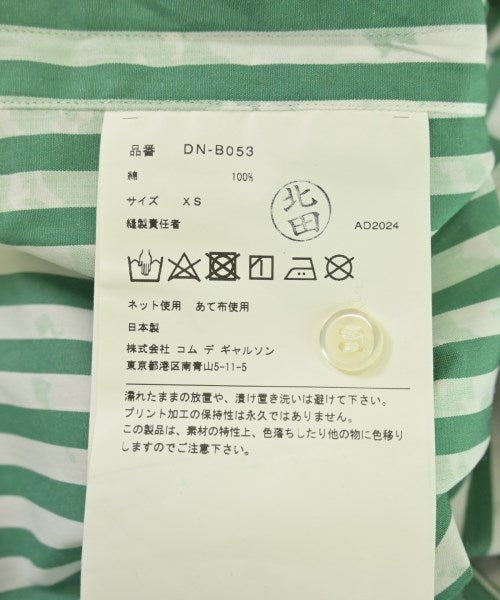 品番 DN-B053
綿 100%
サイズ XS
縫製責任者 北田 AD2024
ネット使用 あて布使用
日本製
株式会社 コム デ ギャルソン
東京都港区南青山5-11-5
濡れたままの放置や、漬け置き洗いは避けて下さい。
プリント加工の保持性は永久ではありません。
この製品は、素材の特性上、色落ちしたり他の物に色移り
しますのでご注意下さい。